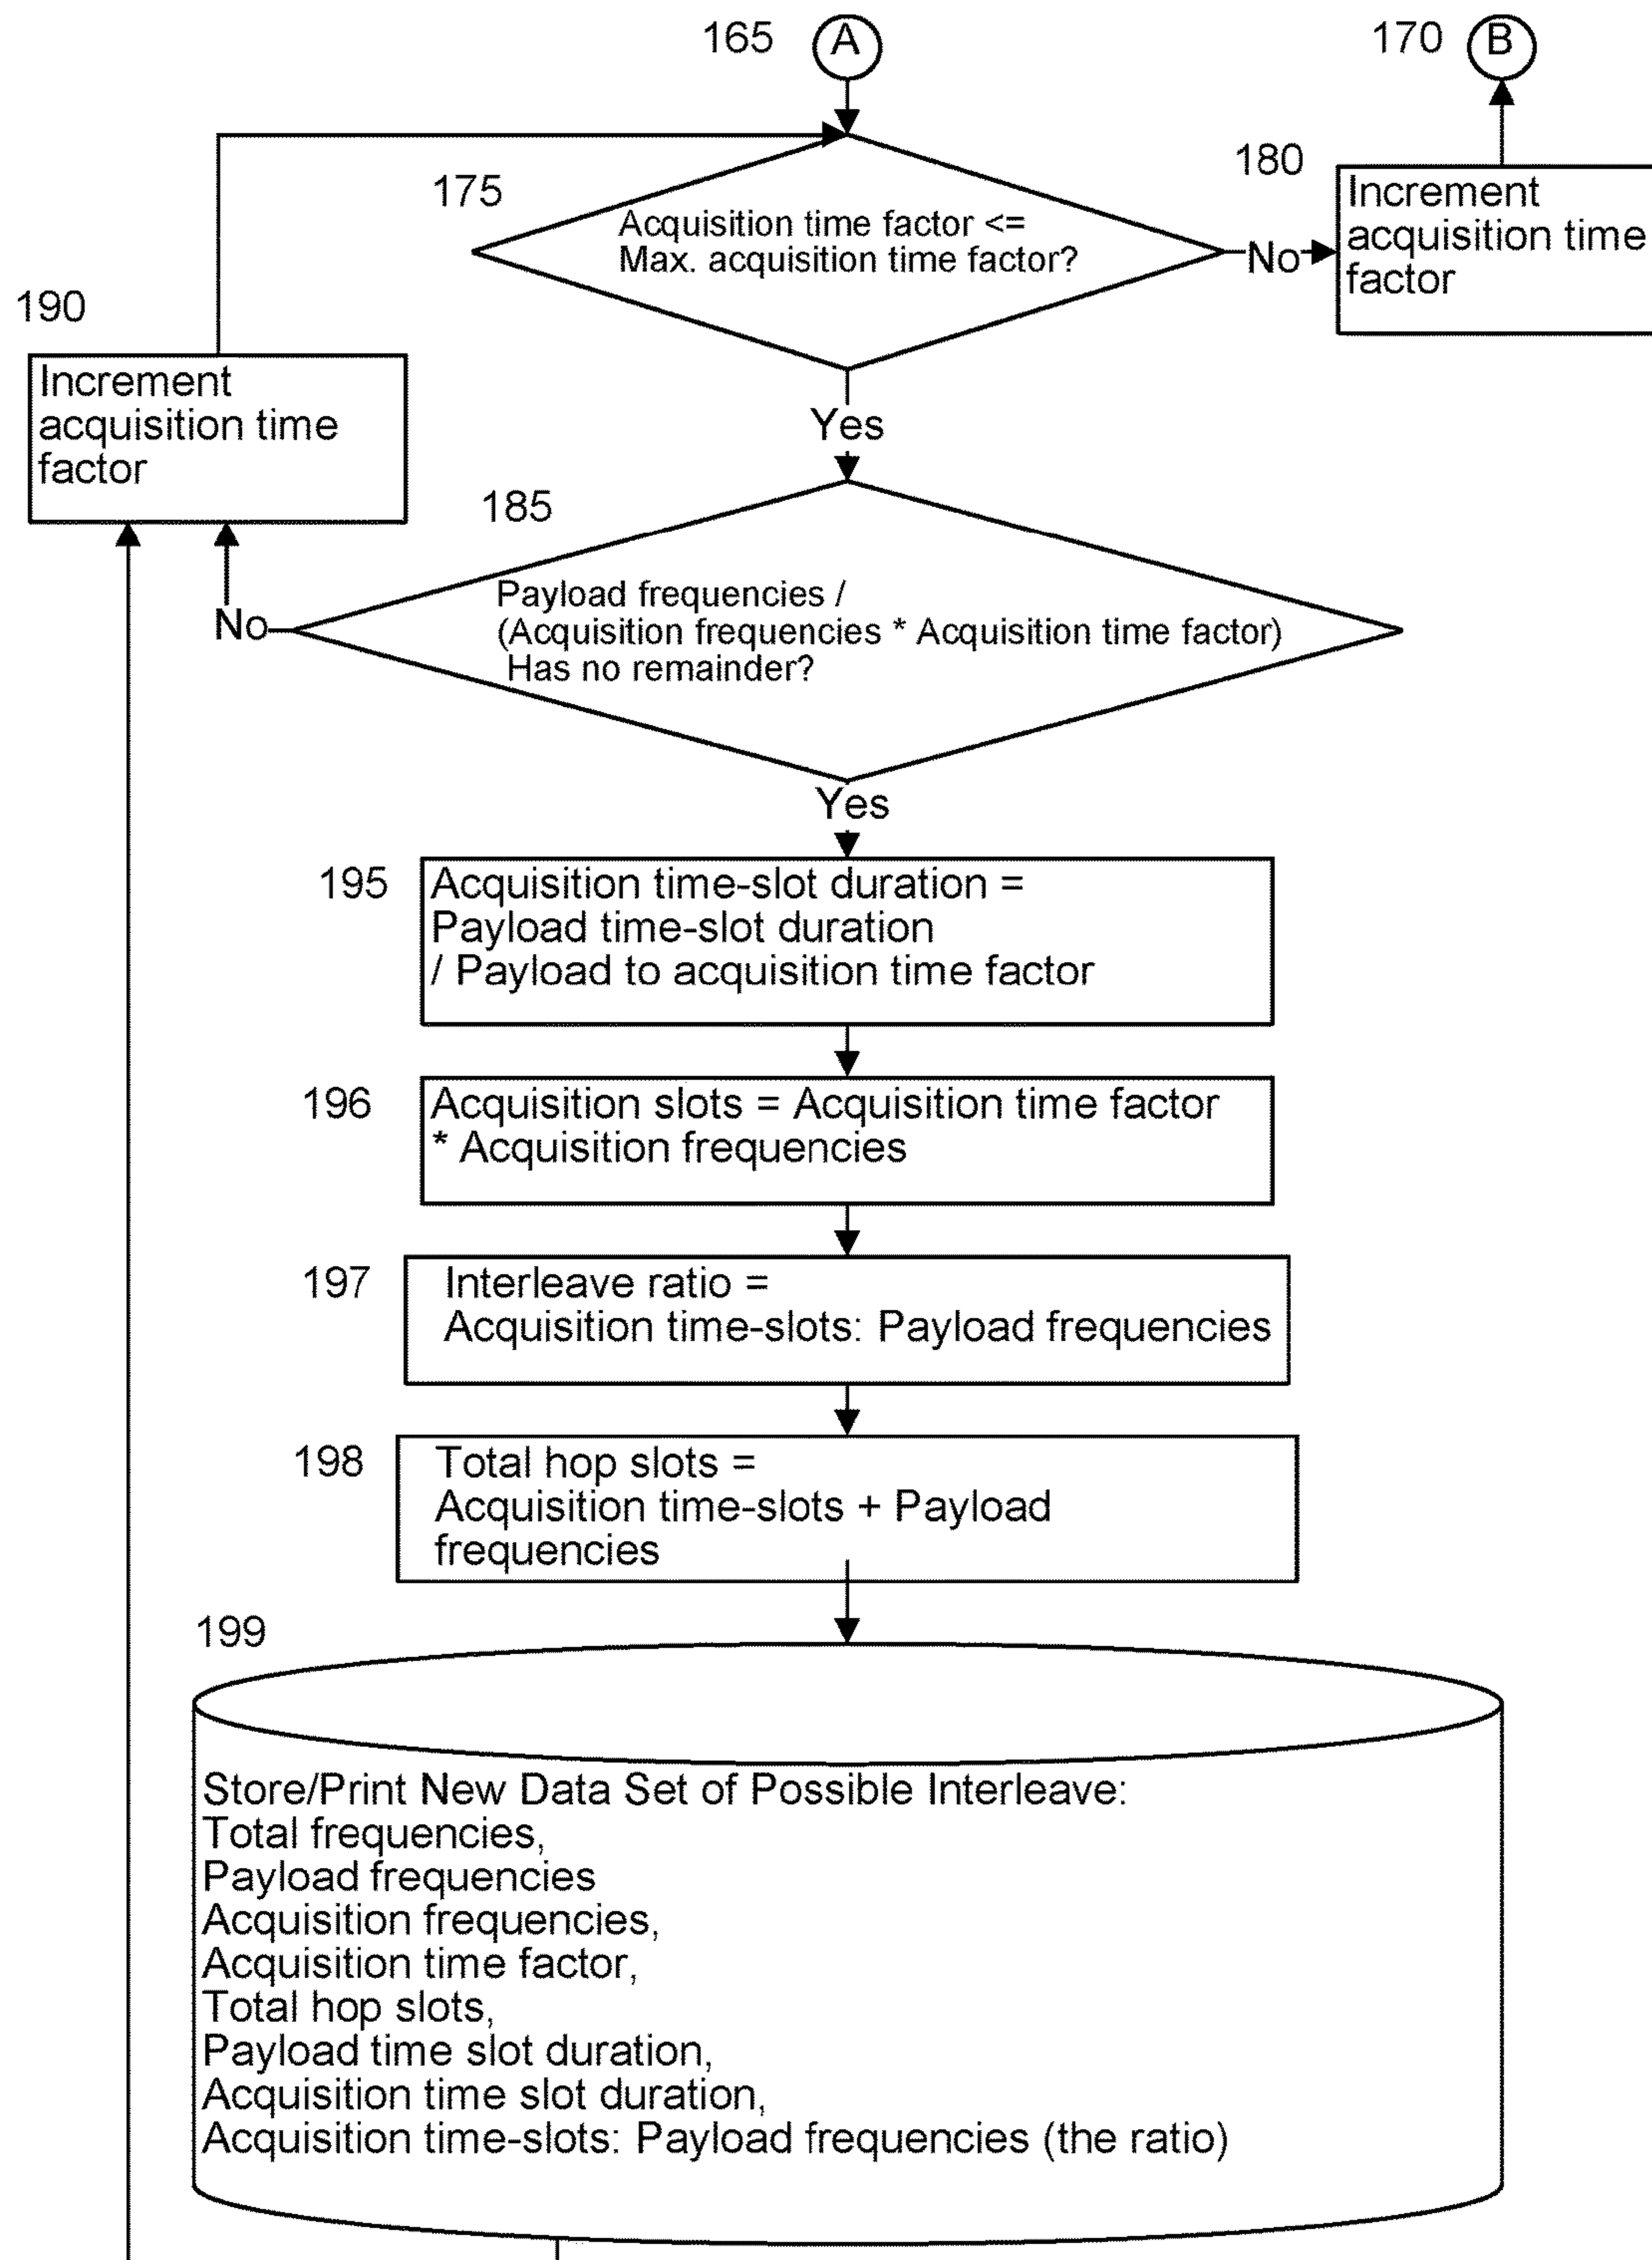 165
A
170
B
175
Acquisition time factor <=
Max. acquisition time factor?
No
180
Increment
acquisition time
factor
190
Increment
acquisition time
factor
Yes
185
Payload frequencies /
(Acquisition frequencies * Acquisition time factor)
Has no remainder?
No
Yes
195
Acquisition time-slot duration =
Payload time-slot duration
/ Payload to acquisition time factor
196
Acquisition slots = Acquisition time factor
* Acquisition frequencies
197
Interleave ratio =
Acquisition time-slots: Payload frequencies
198
Total hop slots =
Acquisition time-slots + Payload
frequencies
199
Store/Print New Data Set of Possible Interleave:
Total frequencies,
Payload frequencies
Acquisition frequencies,
Acquisition time factor,
Total hop slots,
Payload time slot duration,
Acquisition time slot duration,
Acquisition time-slots: Payload frequencies (the ratio)